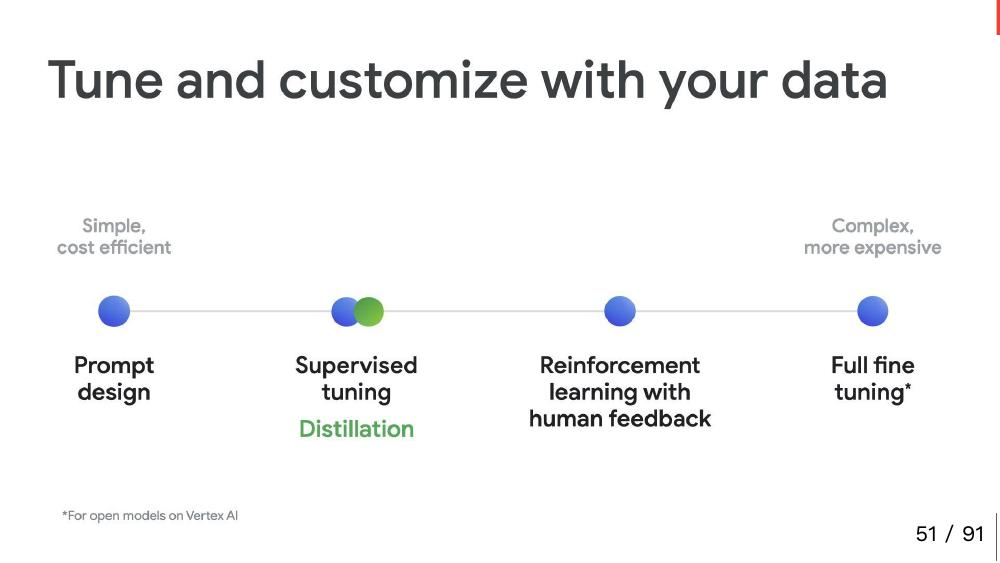 Tune and customize with your data
Simple,
cost efficient
Complex,
more expensive
Prompt
design
Supervised
tuning
Distillation
Reinforcement
learning with
human feedback
Full fine
tuning*
*For open models on Vertex AI
51 / 91